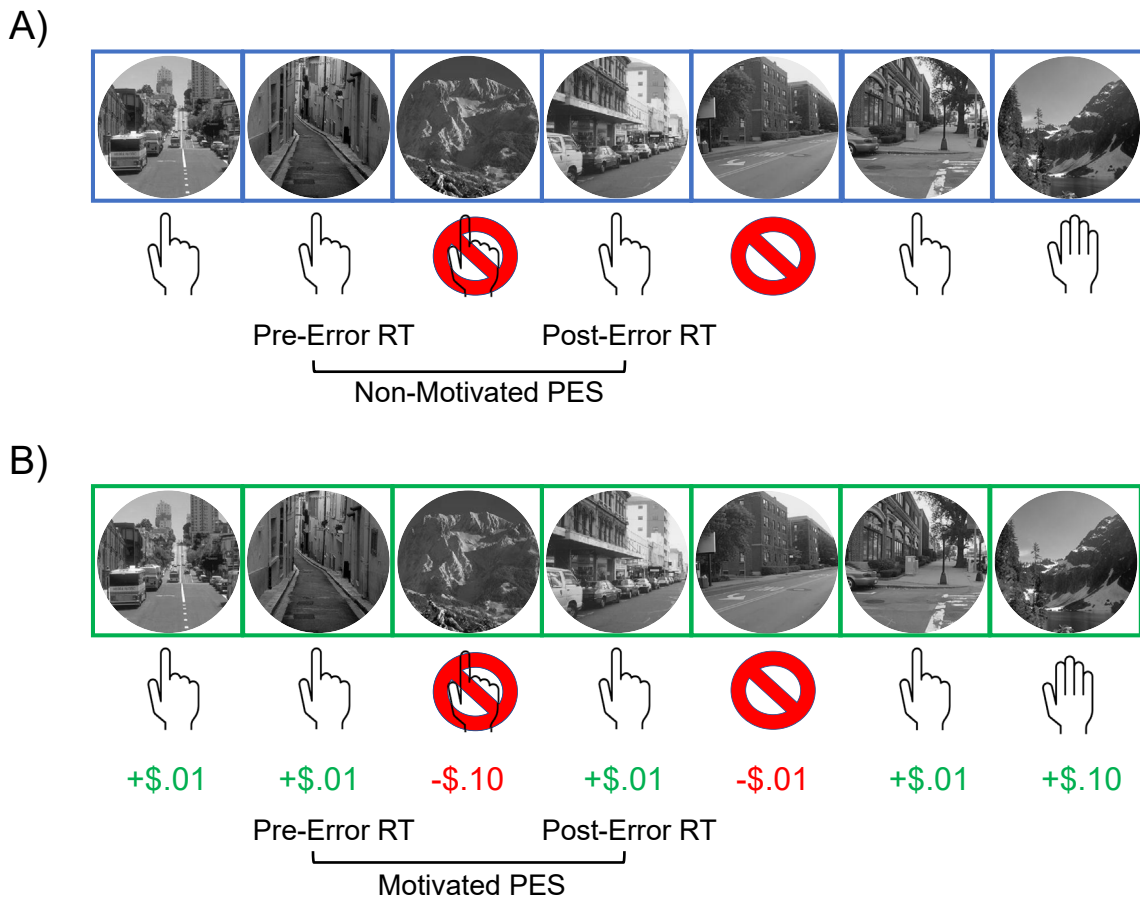 A)
Pre-Error RT Post-Error RT
Non-Motivated PES
B)
+$.01 +$.01 -$.10 +$.01 -$.01 +$.01 +$.10
Pre-Error RT Post-Error RT
Motivated PES